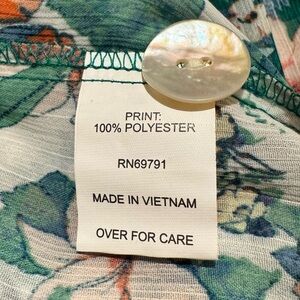 PRINT:
100% POLYESTER
RN69791
MADE IN VIETNAM
OVER FOR CARE